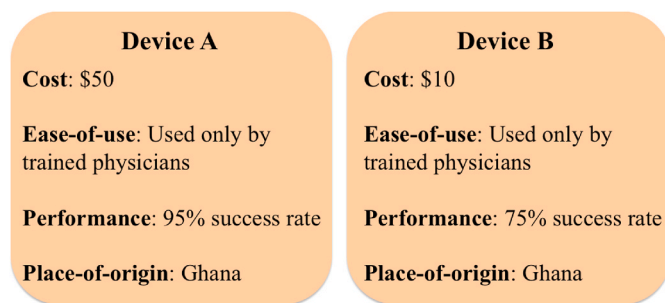 Device A
Cost: $50
Ease-of-use: Used only by
trained physicians
Performance: 95% success rate
Place-of-origin: Ghana
Device B
Cost: $10
Ease-of-use: Used only by
trained physicians
Performance: 75% success rate
Place-of-origin: Ghana